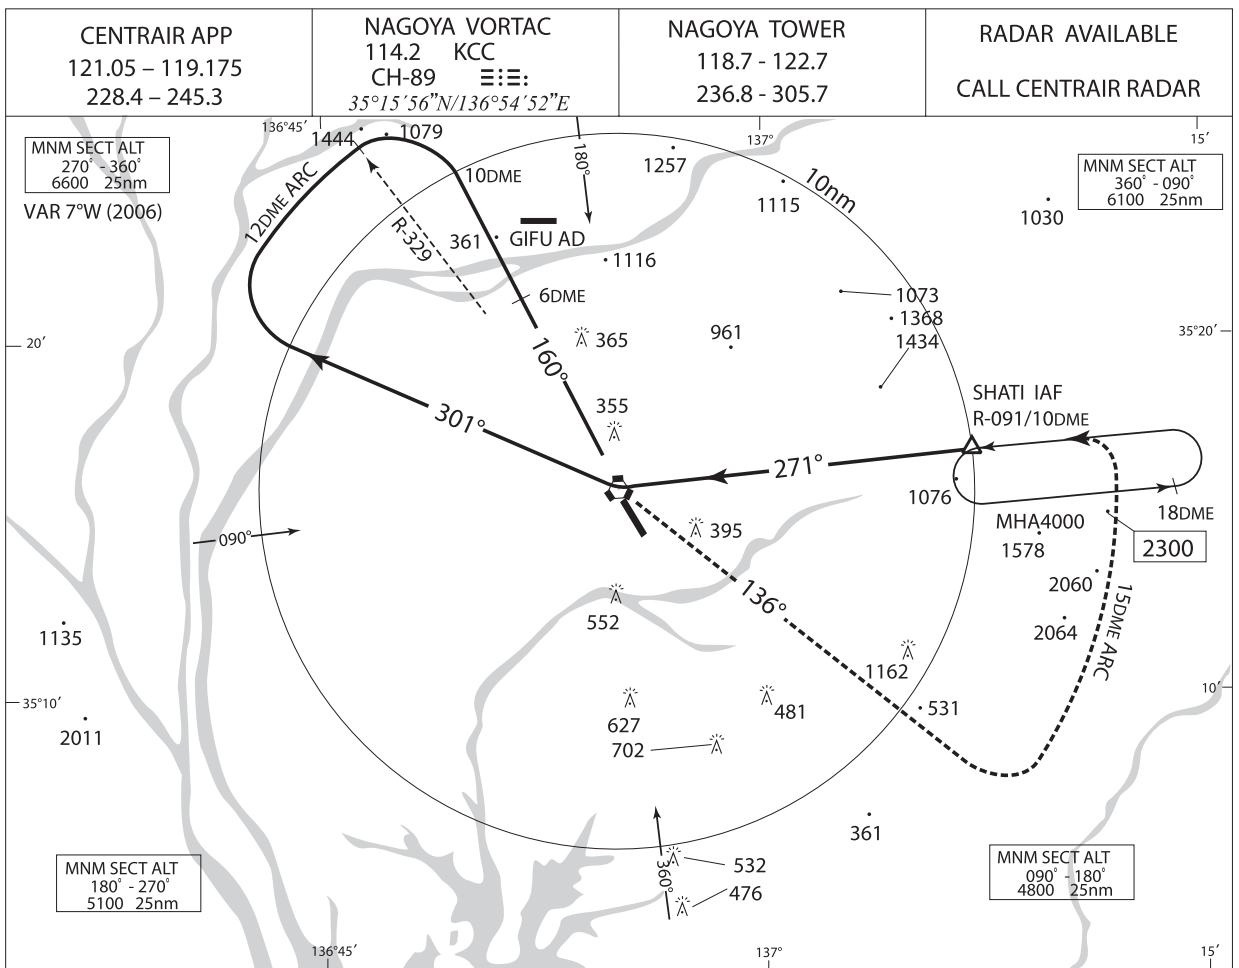 CENTRAIR APP
121.05 – 119.175
228.4 – 245.3
NAGOYA VORTAC
114.2 KCC
CH-89
35°15´56”N/136°54´52”E
NAGOYA TOWER
118.7 - 122.7
236.8 - 305.7
RADAR AVAILABLE
CALL CENTRAIR RADAR
136°45′
137°
15′
MNM SECT ALT
270° - 360°
6600 25nm
VAR 7°W (2006)
MNM SECT ALT
360° - 090°
6100 25nm
1444
1079
12DME ARC
R-329
10DME
180°
1257
10nm
1115
1030
361
GIFU AD
1116
6DME
1073
1368
1434
20′
35°20′
365
961
160°
355
301°
SHATI IAF
R-091/10DME
271°
1076
18DME
MHA4000
1578
2300
395
090°
2060
136°
15DME ARC
552
2064
1135
1162
35°10′
10′
531
627
481
702
2011
361
532
360°
476
MNM SECT ALT
180° - 270°
5100 25nm
MNM SECT ALT
090° - 180°
4800 25nm
136°45′
137°
15′